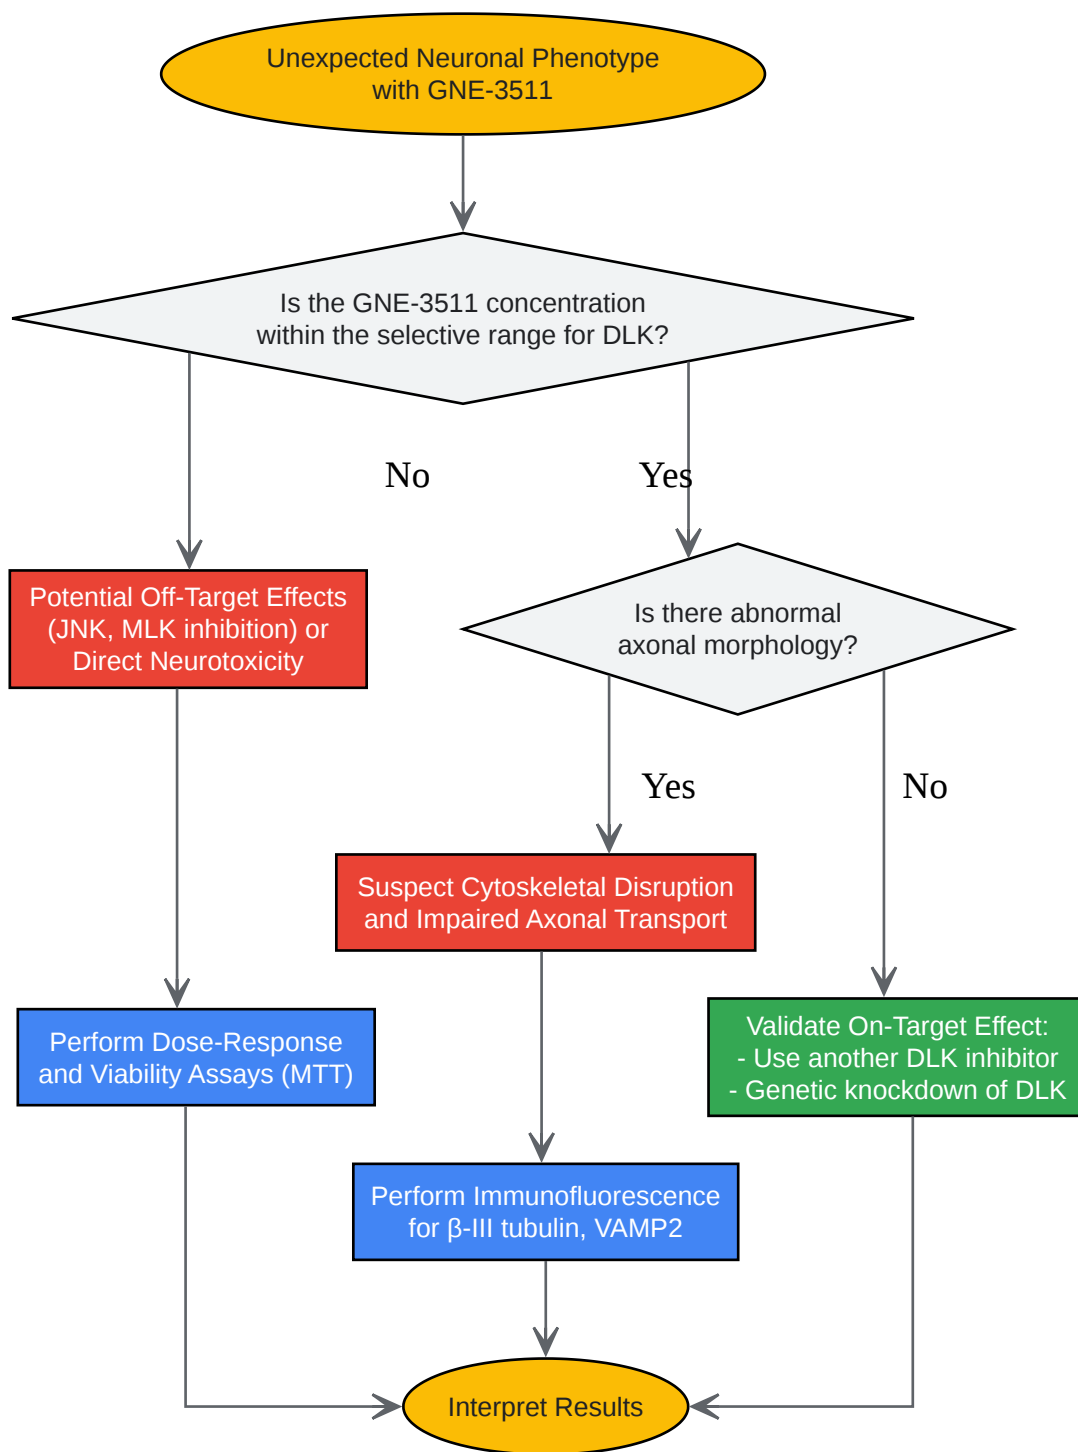 Unexpected Neuronal Phenotype
with GNE-3511
Is the GNE-3511 concentration
within the selective range for DLK?
No
Yes
Potential Off-Target Effects
(JNK, MLK inhibition) or
Direct Neurotoxicity
Is there abnormal
axonal morphology?
Yes
No
Suspect Cytoskeletal Disruption
and Impaired Axonal Transport
Perform Dose-Response
and Viability Assays (MTT)
Validate On-Target Effect:
- Use another DLK inhibitor
- Genetic knockdown of DLK
Perform Immunofluorescence
for β-III tubulin, VAMP2
Interpret Results